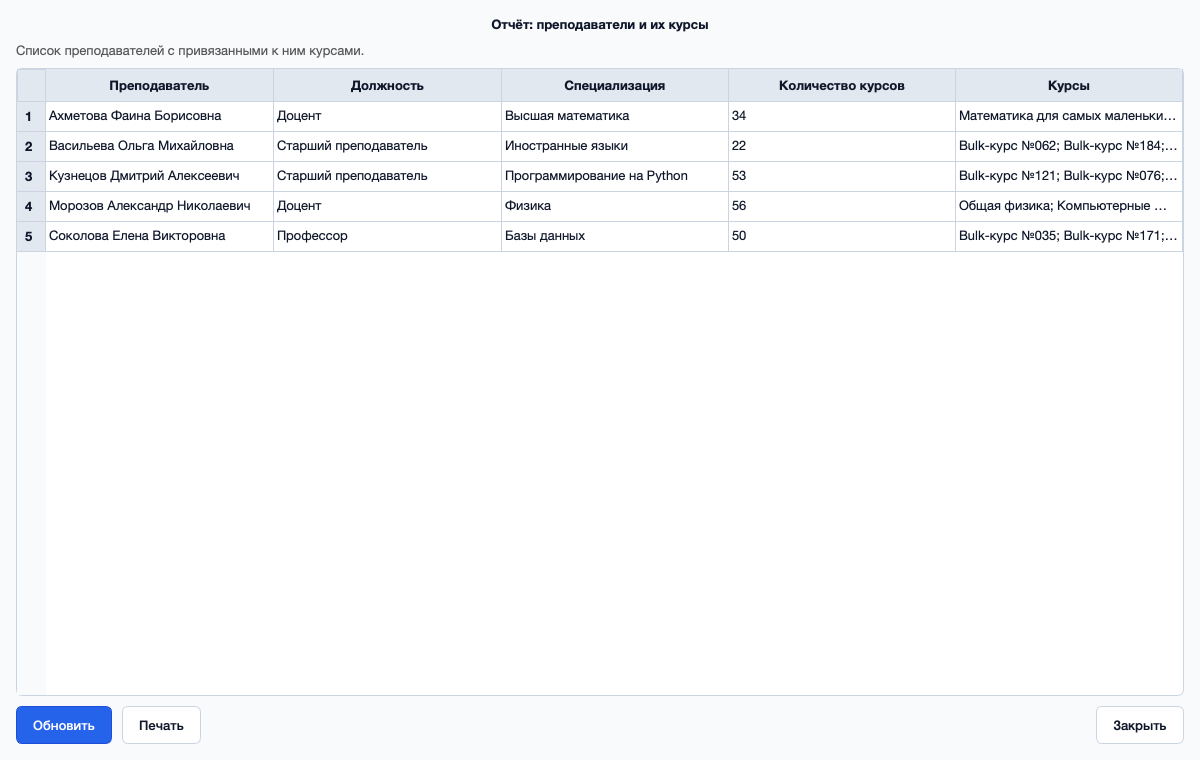 Отчёт: преподаватели и их курсы
Список преподавателей с привязанными к ним курсами.
Преподаватель Должность Специализация Количество курсов Курсы
1 Ахметова Фаина Борисовна Доцент Высшая математика 34 Математика для самых маленьки...
2 Васильева Ольга Михайловна Старший преподаватель Иностранные языки 22 Bulk-курс №062; Bulk-курс №184;...
3 Кузнецов Дмитрий Алексеевич Старший преподаватель Программирование на Python 53 Bulk-курс №121; Bulk-курс №076;...
4 Морозов Александр Николаевич Доцент Физика 56 Общая физика; Компьютерные ...
5 Соколова Елена Викторовна Профессор Базы данных 50 Bulk-курс №035; Bulk-курс №171;...
Обновить Печать Закрыть